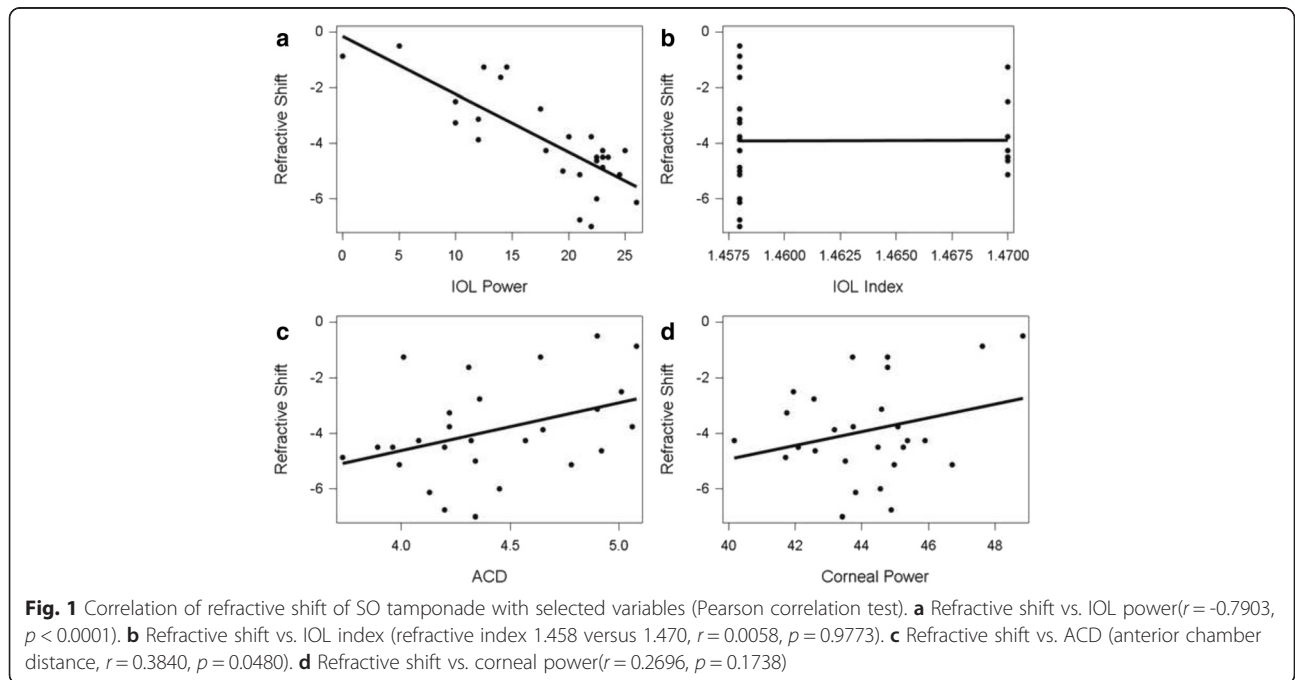 a
b
0
-2
-4
-6
Refractive Shift
0 5 10 15 20 25
IOL Power
0
-2
-4
-6
Refractive Shift
1.4575 1.4600 1.4625 1.4650 1.4675 1.4700
IOL Index
c
d
0
-2
-4
-6
Refractive Shift
4.0 4.5 5.0
ACD
0
-2
-4
-6
Refractive Shift
40 42 44 46 48
Corneal Power
Fig. 1 Correlation of refractive shift of SO tamponade with selected variables (Pearson correlation test). a Refractive shift vs. IOL power(r = -0.7903,
p < 0.0001). b Refractive shift vs. IOL index (refractive index 1.458 versus 1.470, r = 0.0058, p = 0.9773). c Refractive shift vs. ACD (anterior chamber
distance, r = 0.3840, p = 0.0480). d Refractive shift vs. corneal power(r = 0.2696, p = 0.1738)